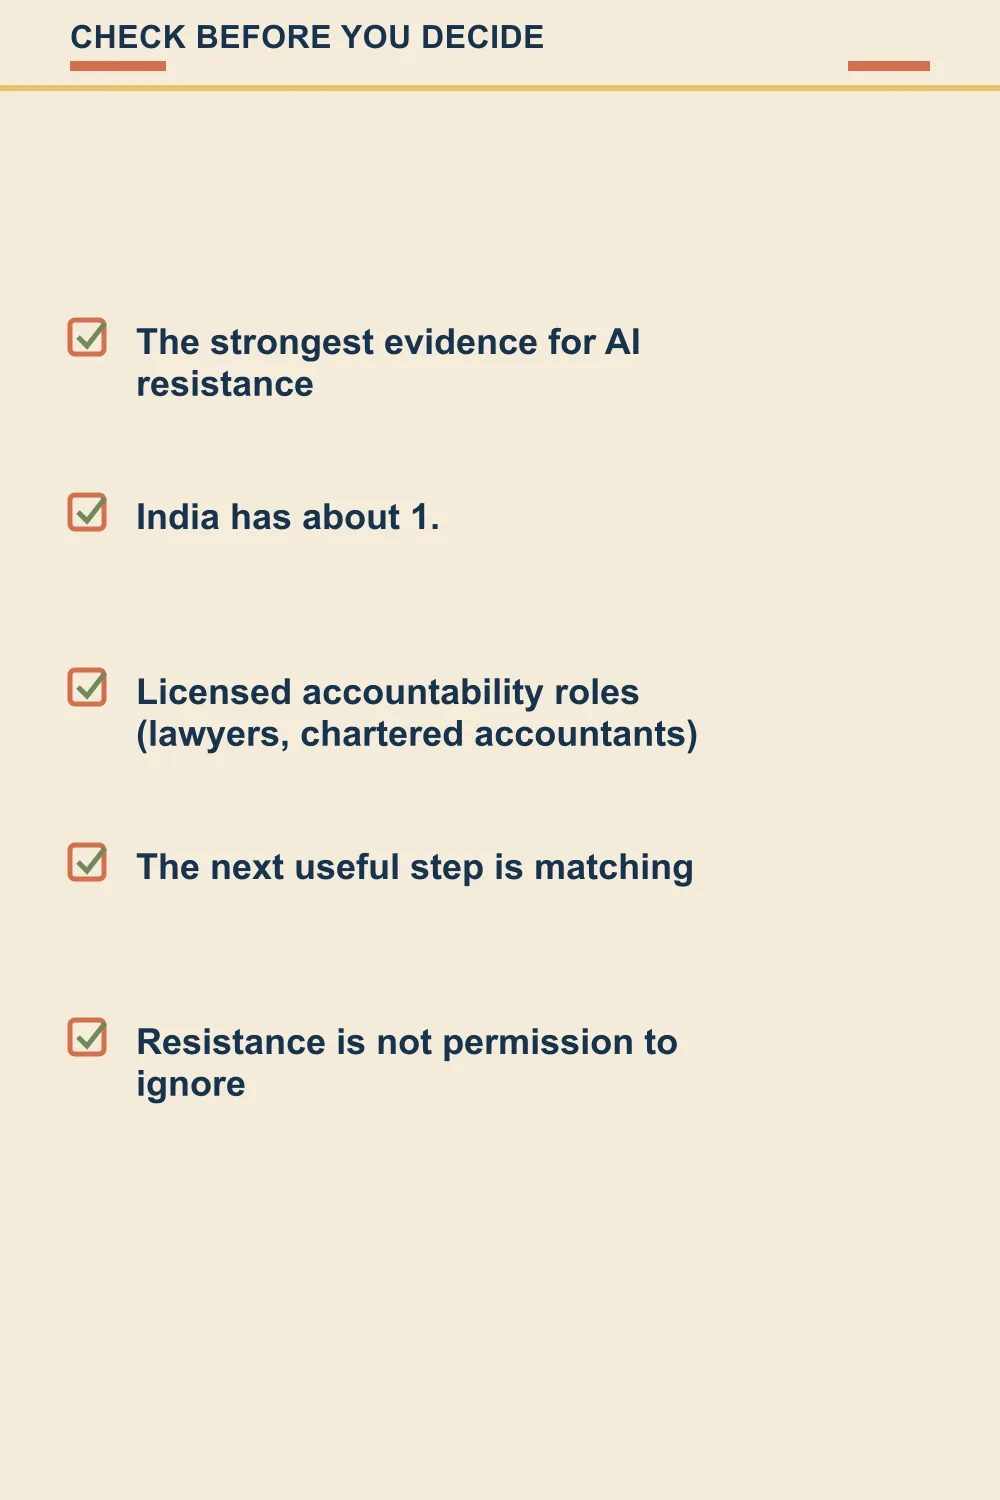 CHECK BEFORE YOU DECIDE
The strongest evidence for AI
resistance
India has about 1.
Licensed accountability roles
(lawyers, chartered accountants)
The next useful step is matching
Resistance is not permission to
ignore